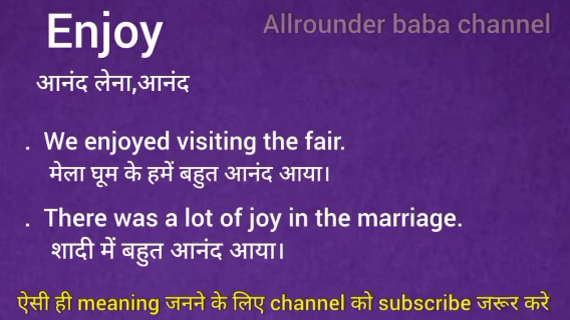 Enjoy
Allrounder baba channel
आनंद लेना,आनंद
. We enjoyed visiting the fair.
मेला घूम के हमें बहुत आनंद आया।
. There was a lot of joy in the marriage.
शादी में बहुत आनंद आया।
ऐसी ही meaning जनने के लिए channel को subscribe जरूर करे